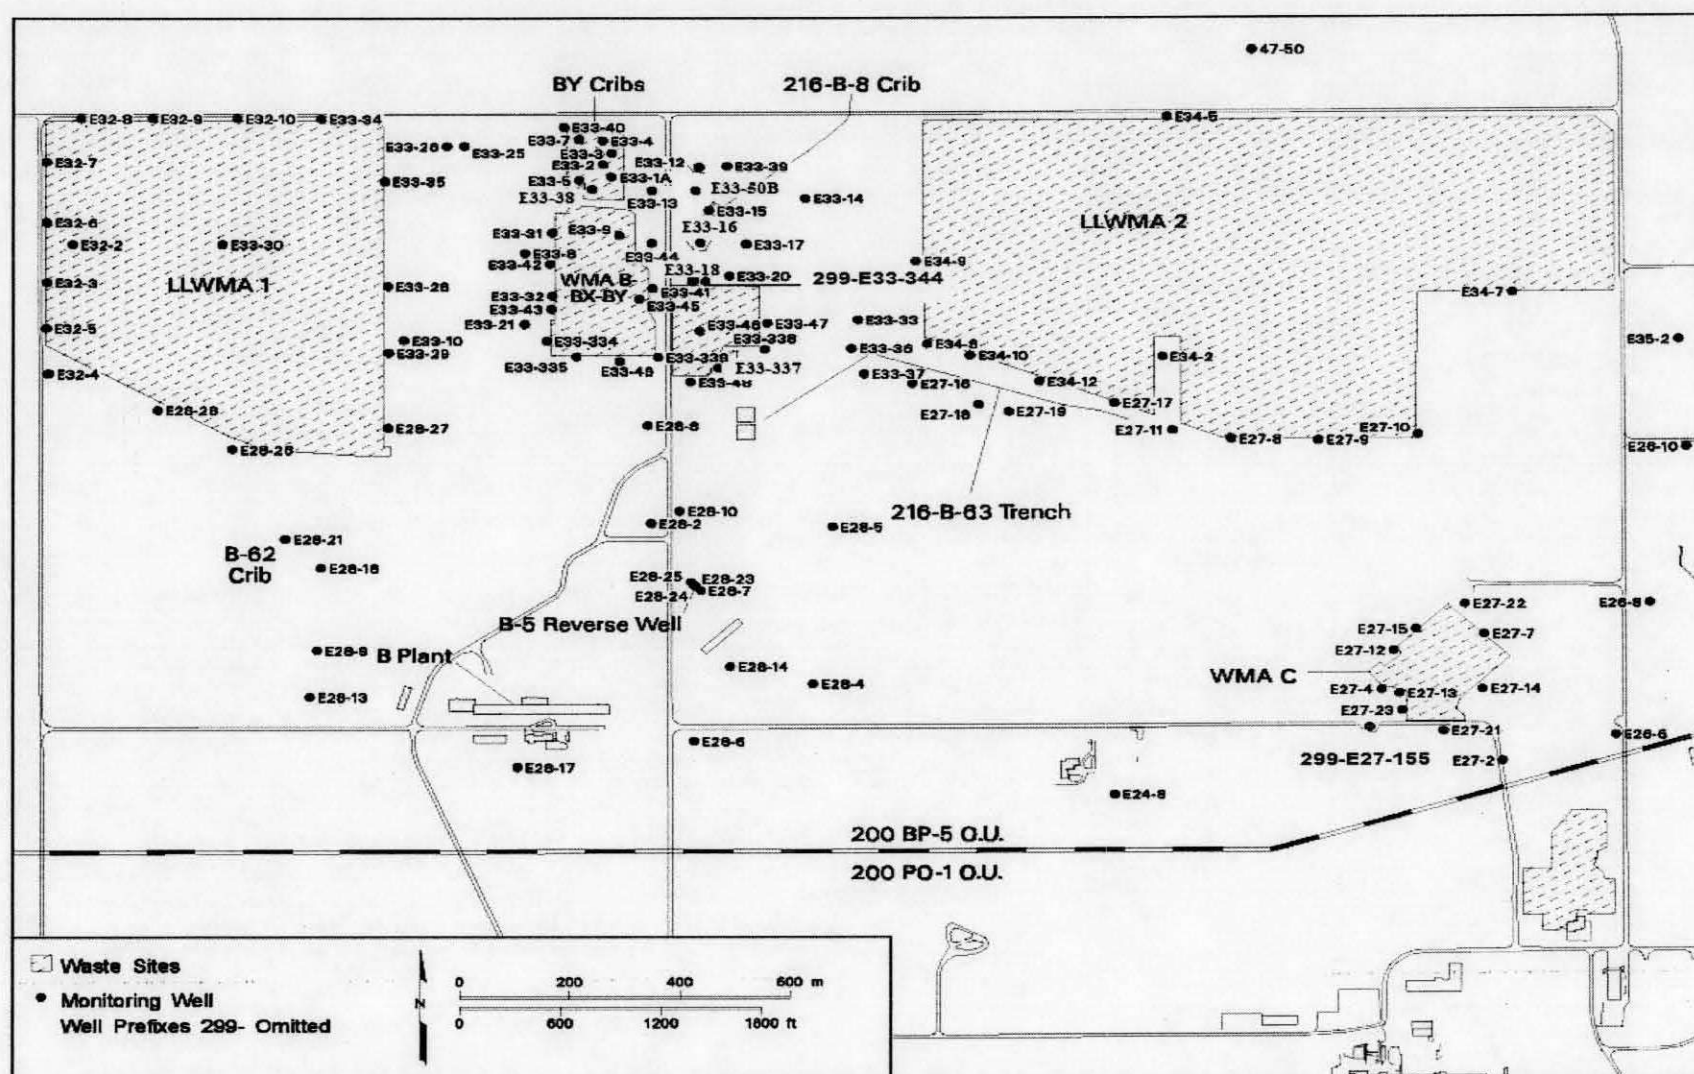 47-50
BY Cribs
216-B-8 Crib
E32-8
E32-9
E32-10
E33-34
E33-40
E33-7
E33-4
E34-5
E33-26
E33-25
E33-3
E33-2
E33-12
E33-39
E32-7
E33-35
E33-5
E33-1A
E33-50B
E33-38
E33-13
E33-14
E33-15
E32-6
E33-31
E33-9
E33-16
LLWMA 2
E32-2
E33-30
E33-8
E33-44
E33-17
E33-42
E34-9
LLWMA 1
WMA B-
BX-BY
E33-18
E33-20
299-E33-344
E32-3
E33-28
E33-32
E33-41
E34-7
E33-43
E33-45
E32-5
E33-21
E33-46
E33-47
E33-33
E33-10
E33-334
E33-338
E33-36
E34-8
E35-2
E33-29
E33-335
E33-49
E33-339
E33-337
E34-10
E34-2
E32-4
E33-48
E33-37
E27-16
E34-12
E28-28
E27-18
E27-19
E27-17
E28-27
E28-8
E27-11
E27-8
E27-9
E27-10
E26-10
E28-26
E28-10
216-B-63 Trench
E28-2
E28-5
E28-21
B-62
Crib
E28-18
E28-25
E28-23
E28-24
E28-7
E27-22
E26-8
B-5 Reverse Well
E27-15
E27-7
E28-9
B Plant
E27-12
E28-14
WMA C
E28-13
E28-4
E27-4
E27-13
E27-14
E27-23
E28-6
E27-21
E26-6
E28-17
299-E27-155
E27-2
E24-8
200 BP-5 O.U.
200 PO-1 O.U.
Waste Sites
Monitoring Well
Well Prefixes 299- Omitted
N
0 200 400 600 m
0 600 1200 1800 ft